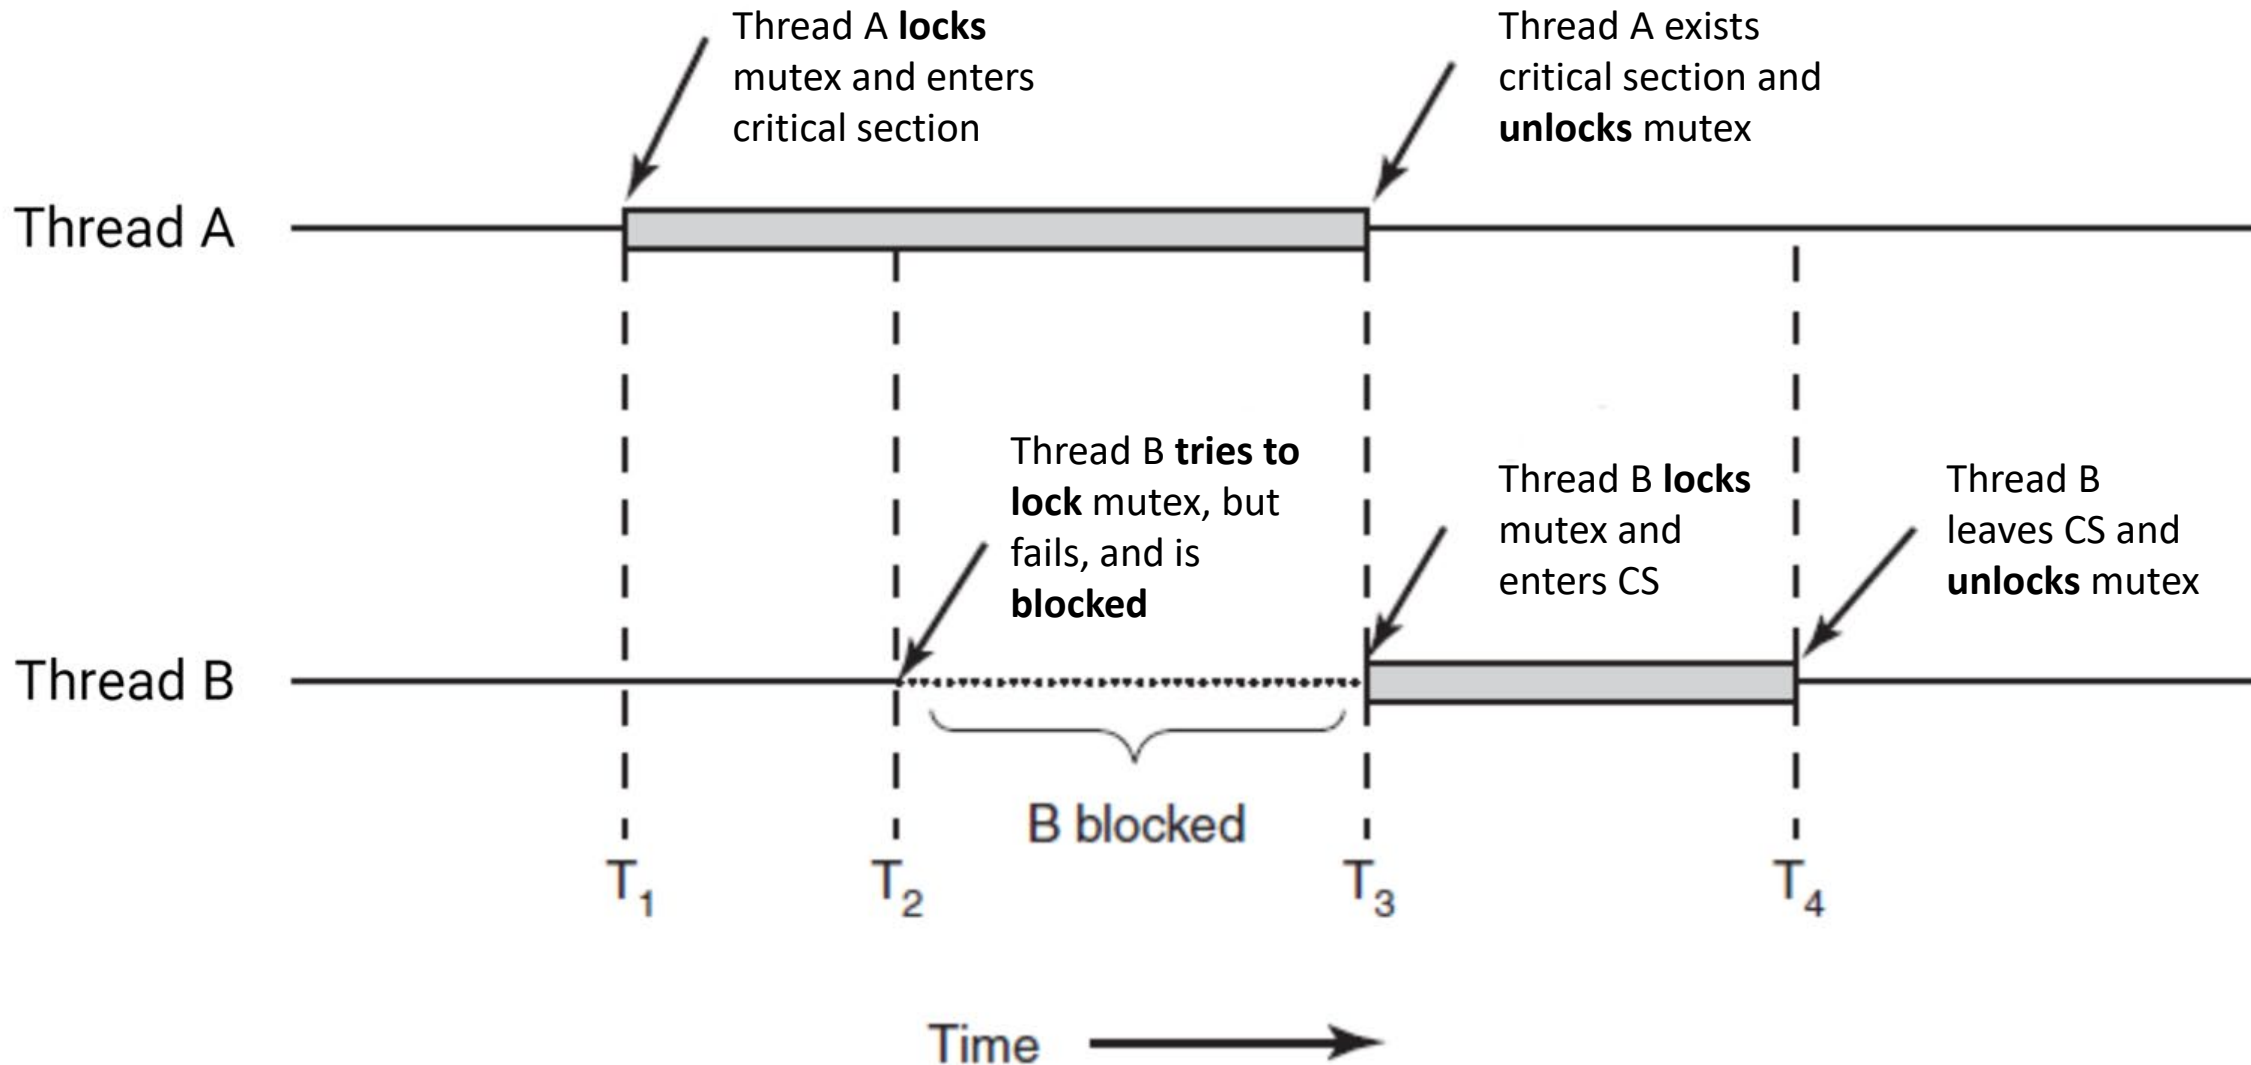 Thread A locks
mutex and enters
critical section
Thread A exists
critical section and
unlocks mutex
Thread A
Thread B tries to
lock mutex, but
fails, and is
blocked
Thread B locks
mutex and
enters CS
Thread B
leaves CS and
unlocks mutex
Thread B
B blocked
T₁
T₂
T₃
T₄
Time